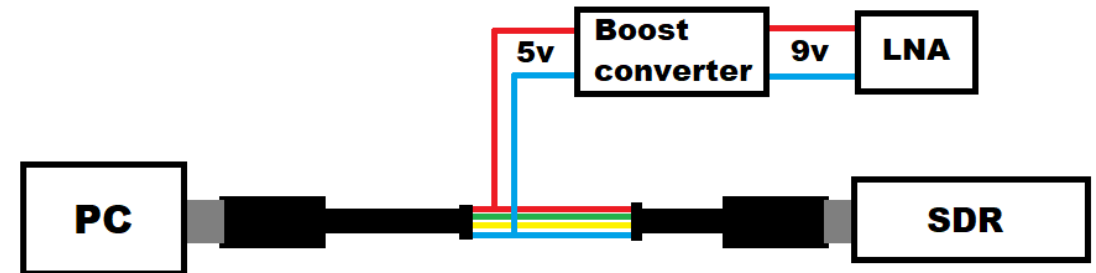 Boost
converter
5v
9v
LNA
PC
SDR